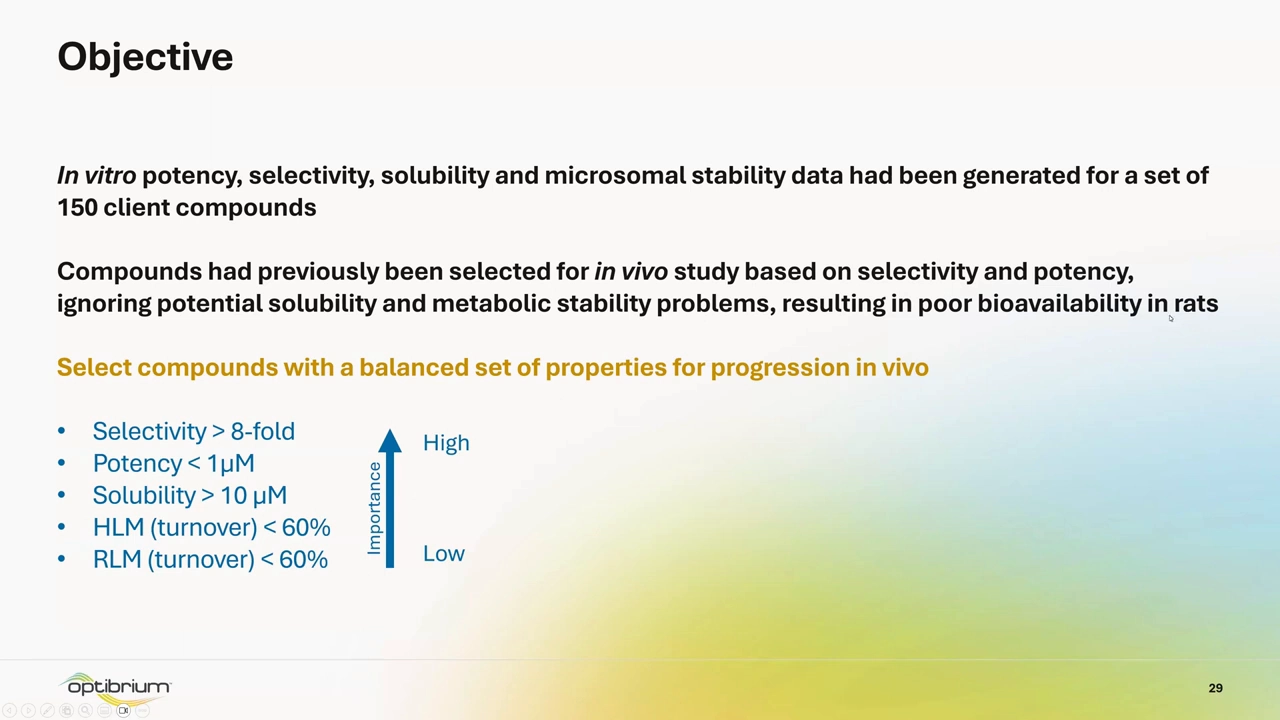 Objective
In vitro potency, selectivity, solubility and microsomal stability data had been generated for a set of
150 client compounds
Compounds had previously been selected for in vivo study based on selectivity and potency,
ignoring potential solubility and metabolic stability problems, resulting in poor bioavailability in rats
Select compounds with a balanced set of properties for progression in vivo
• Selectivity > 8-fold
• Potency < 1µM
• Solubility > 10 µM
• HLM (turnover) < 60%
• RLM (turnover) < 60%
Importance
High
Low
optibrium
29